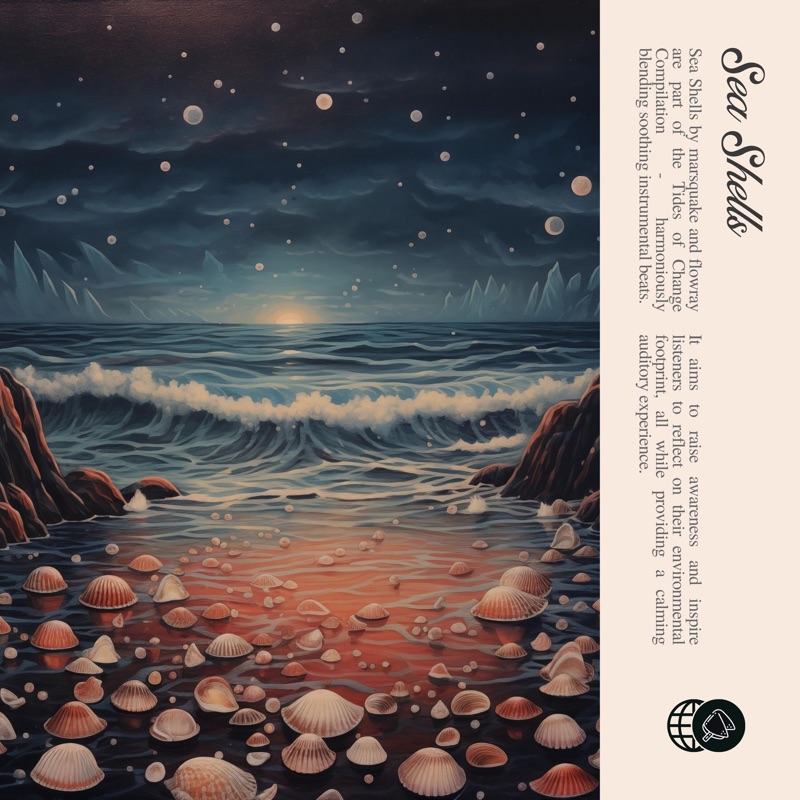 Sea Shells
Sea Shells by marsquake and flowray
are part of the Tides of Change
Compilation - harmoniously
blending soothing instrumental beats.
It aims to raise awareness and inspire
listeners to reflect on their environmental
footprint, all while providing a calming
auditory experience.